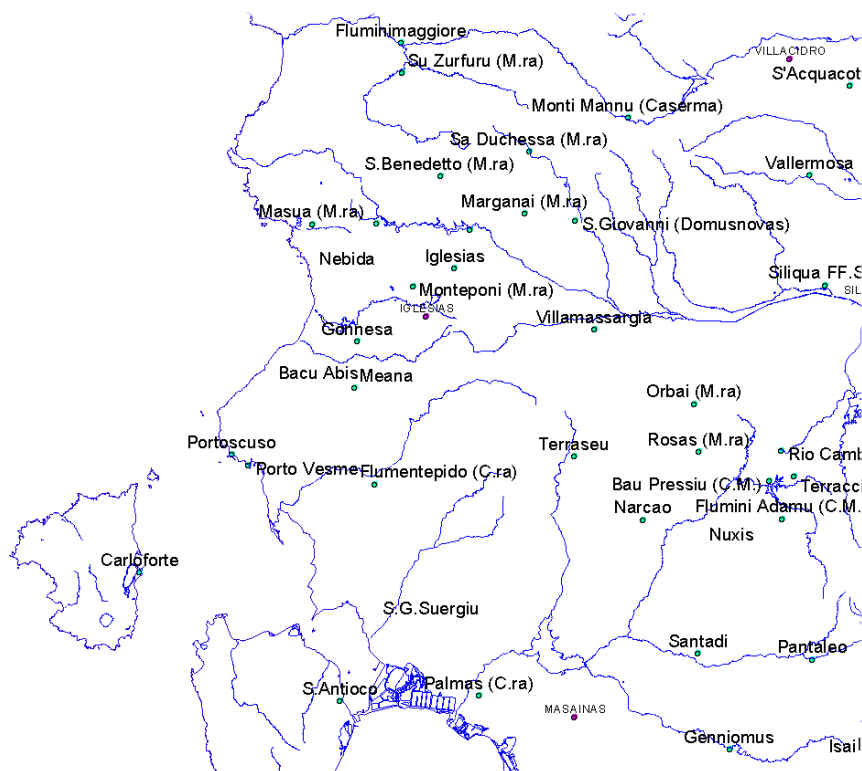 Fluminimaggiore
VILLACIDRO
Su Zurfuru (M.ra)
S'Acquacot
Monti Mannu (Caserma)
Sa Duchessa (M.ra)
S.Benedetto (M.ra)
Vallermosa
Marganai (M.ra)
Masua (M.ra)
S.Giovanni (Domusnovas)
Nebida
Iglesias
Siliqua FF.S
Monteponi (M.ra)
SIL
IGLESIAS
Villamassargia
Gonnesa
Bacu Abis
Meana
Orbai (M.ra)
Portoscuso
Terraseu
Rosas (M.ra)
Rio Camb
Porto Vesme
Flumentepido (C.ra)
Bau Pressiu (C.M.)
Terracci
Narcao
Flumini Adamu (C.M.
Nuxis
Carloforte
S.G.Suergiu
Santadi
Pantaleo
S.Antioco
Palmas (C.ra)
MASAINAS
Genniomus
Isail